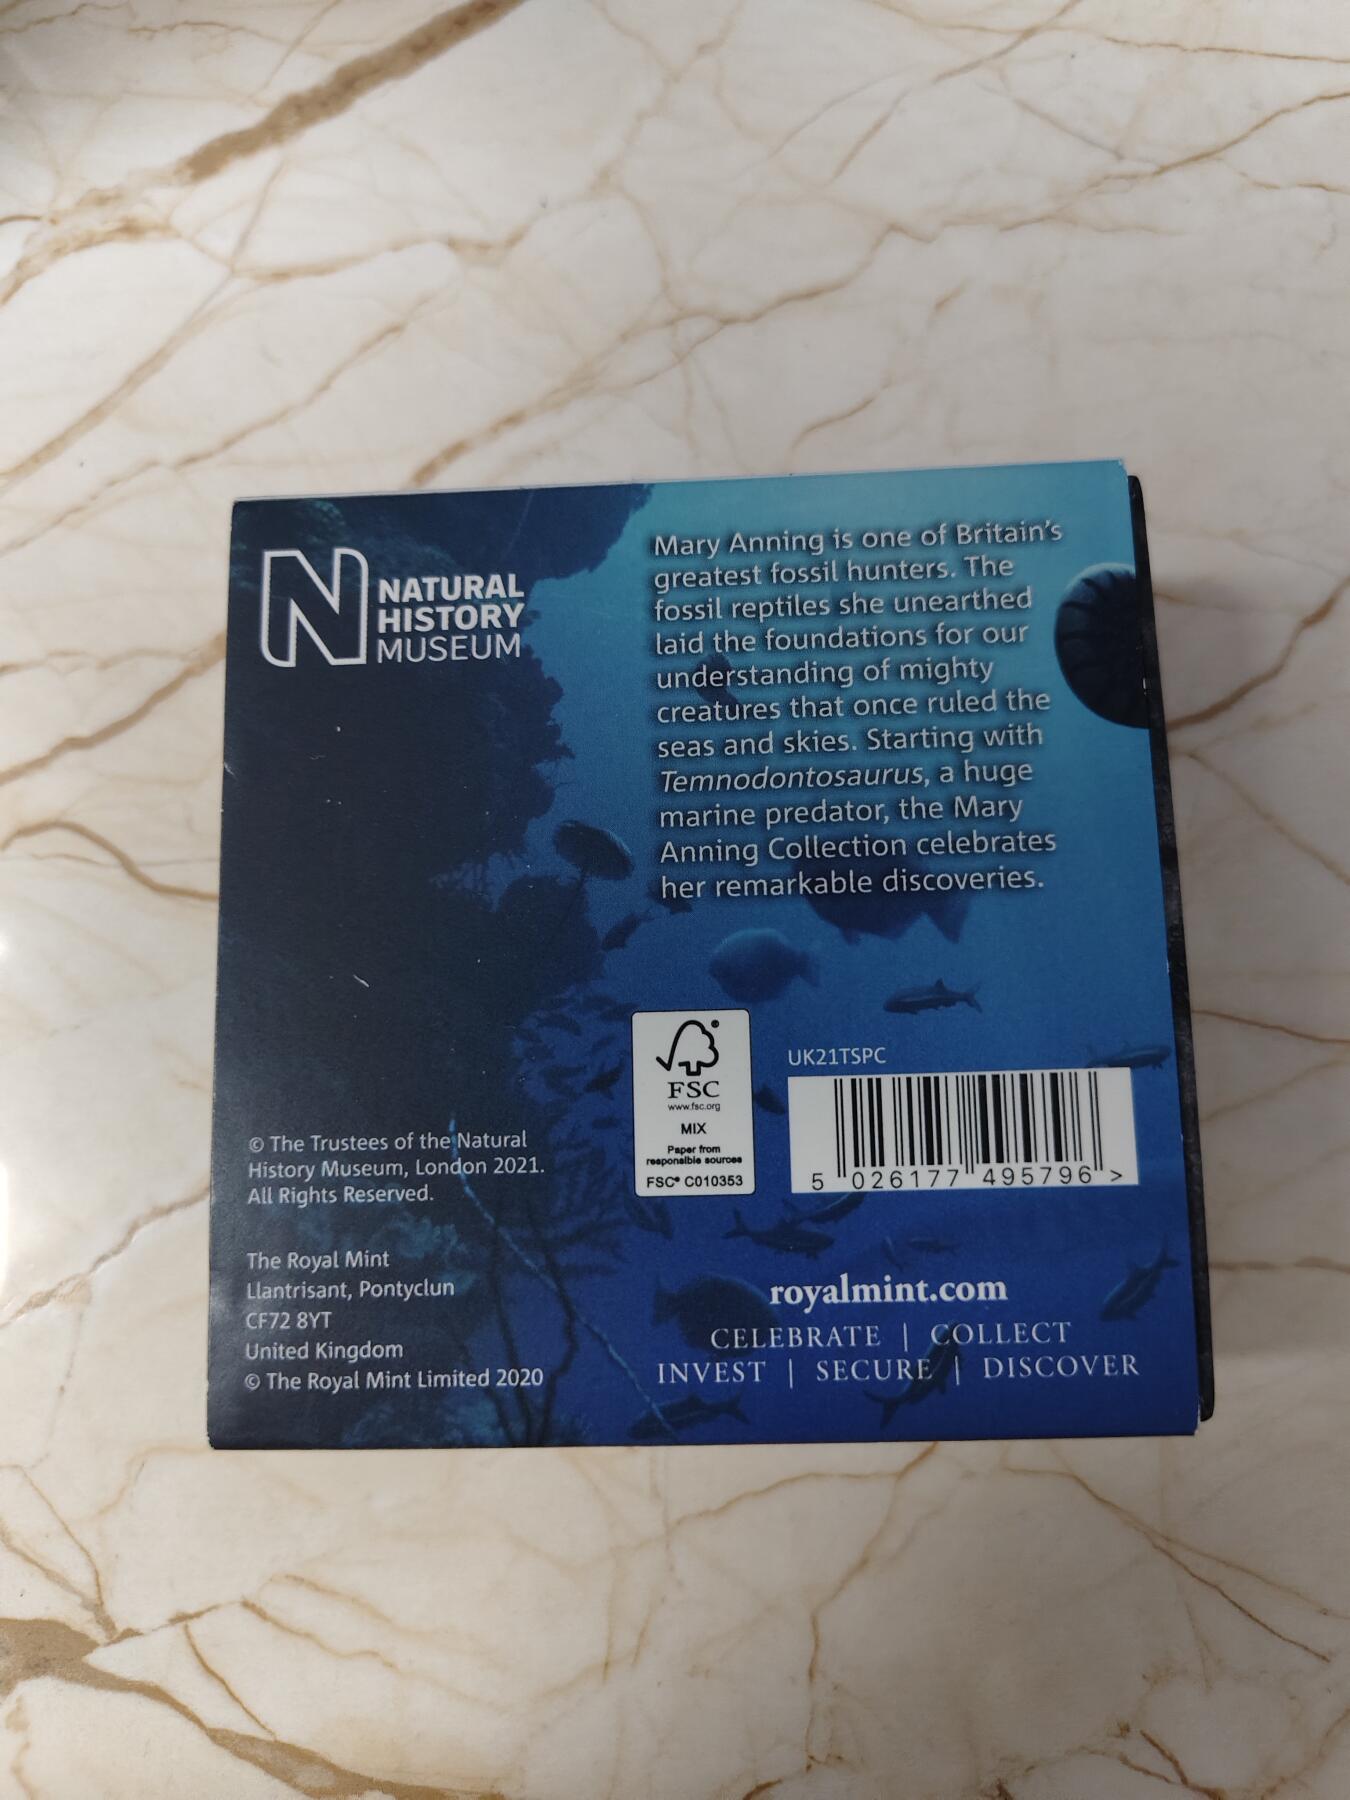 NATURAL
HISTORY
MUSEUM
Mary Anning is one of Britain's
greatest fossil hunters. The
fossil reptiles she unearthed
laid the foundations for our
understanding of mighty
creatures that once ruled the
seas and skies. Starting with
Temnodontosaurus, a huge
marine predator, the Mary
Anning Collection celebrates
her remarkable discoveries.
FSC
www.fsc.org
MIX
Paper from
responsible sources
FSC® C010353
UK21TSPC
5 026177 495796 >
© The Trustees of the Natural
History Museum, London 2021.
All Rights Reserved.
The Royal Mint
Llantrisant, Pontyclun
CF72 8YT
United Kingdom
© The Royal Mint Limited 2020
royalmint.com
CELEBRATE | COLLECT
INVEST | SECURE | DISCOVER